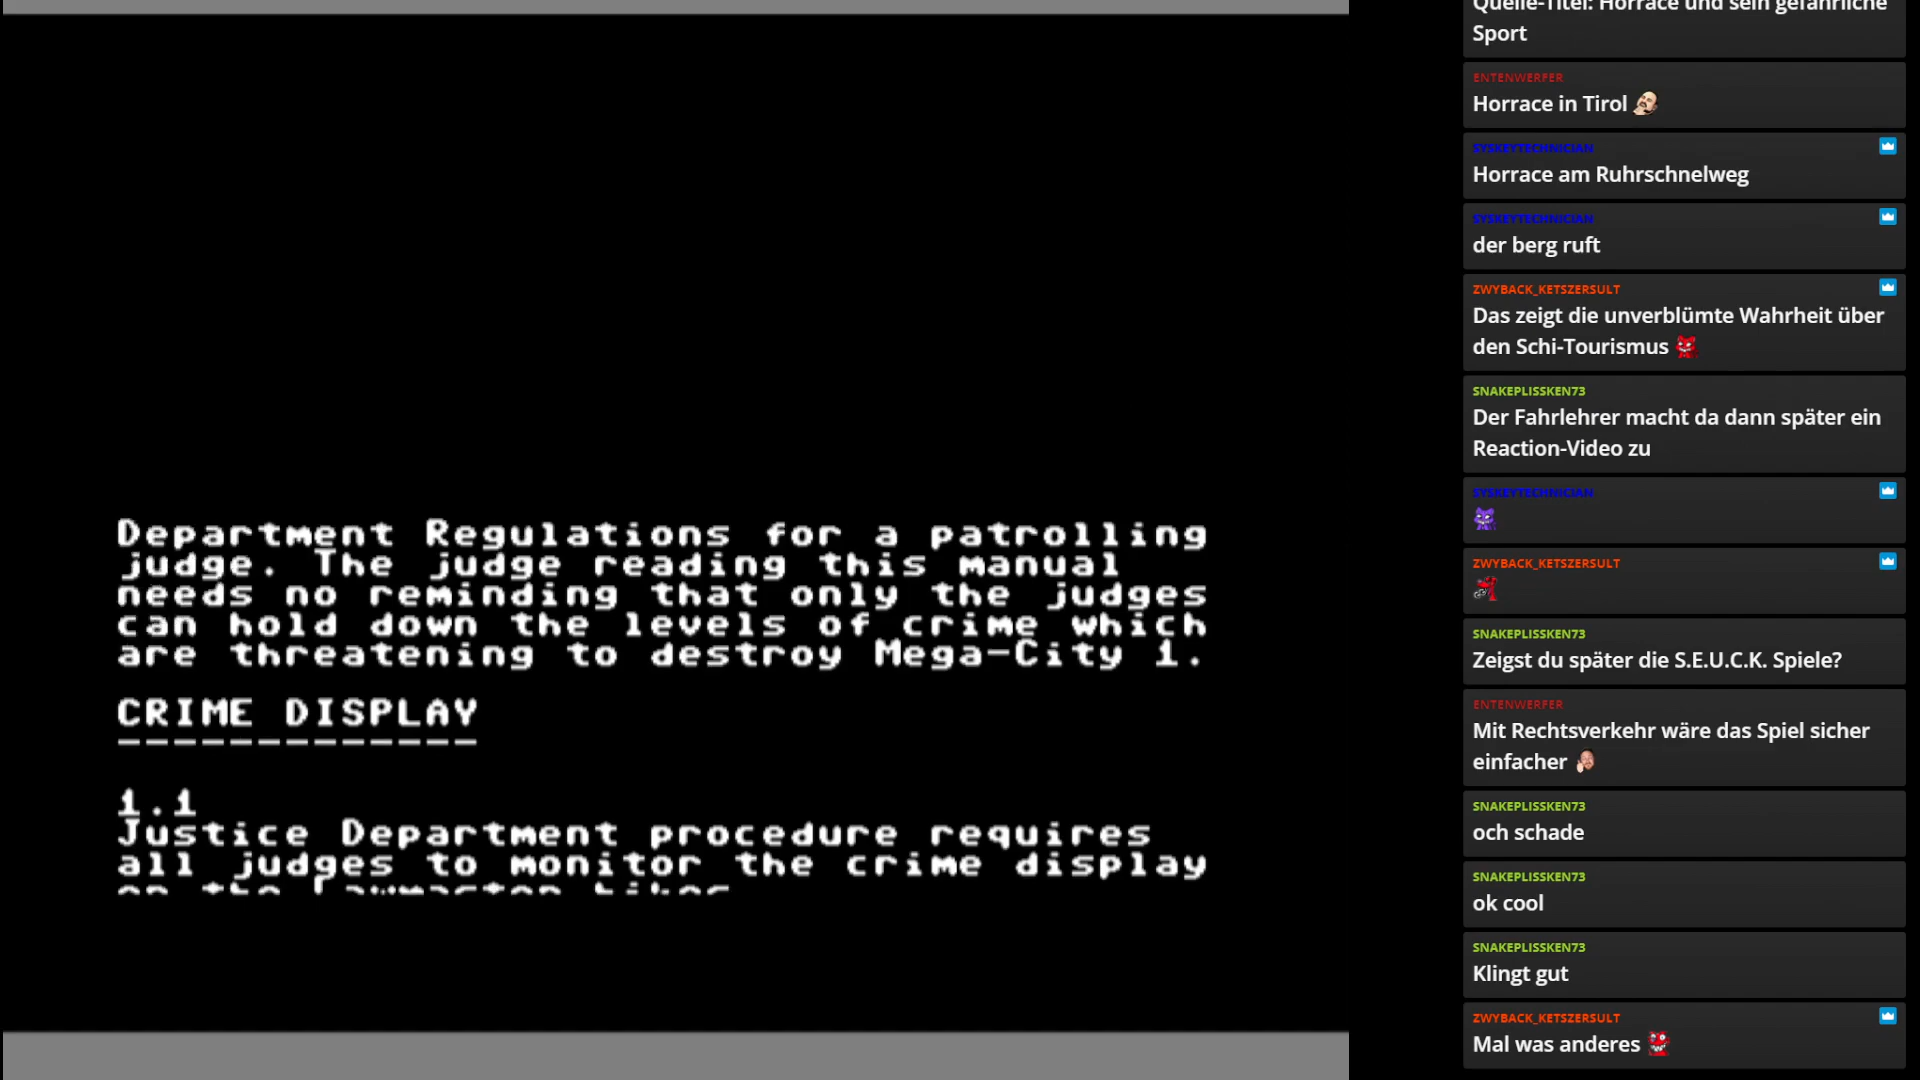 Department Regulations for a patrolling
judge. The judge reading this manual
needs no reminding that only the judges
can hold down the levels of crime which
are threatening to destroy Mega-City 1.
CRIME DISPLAY
-------------
1.1
Justice Department procedure requires
all judges to monitor the crime display
Quelle-Titel: Horrace und sein gefährliche
Sport
ENTENWERFER
Horrace in Tirol
SYSKEYTECHNICIAN
Horrace am Ruhrschnelweg
SYSKEYTECHNICIAN
der berg ruft
ZWYBACK_KETSZERSULT
Das zeigt die unverblümte Wahrheit über
den Schi-Tourismus
SNAKEPLISSKEN73
Der Fahrlehrer macht da dann später ein
Reaction-Video zu
SYSKEYTECHNICIAN
ZWYBACK_KETSZERSULT
SNAKEPLISSKEN73
Zeigst du später die S.E.U.C.K. Spiele?
ENTENWERFER
Mit Rechtsverkehr wäre das Spiel sicher
einfacher
SNAKEPLISSKEN73
och schade
SNAKEPLISSKEN73
ok cool
SNAKEPLISSKEN73
Klingt gut
ZWYBACK_KETSZERSULT
Mal was anderes